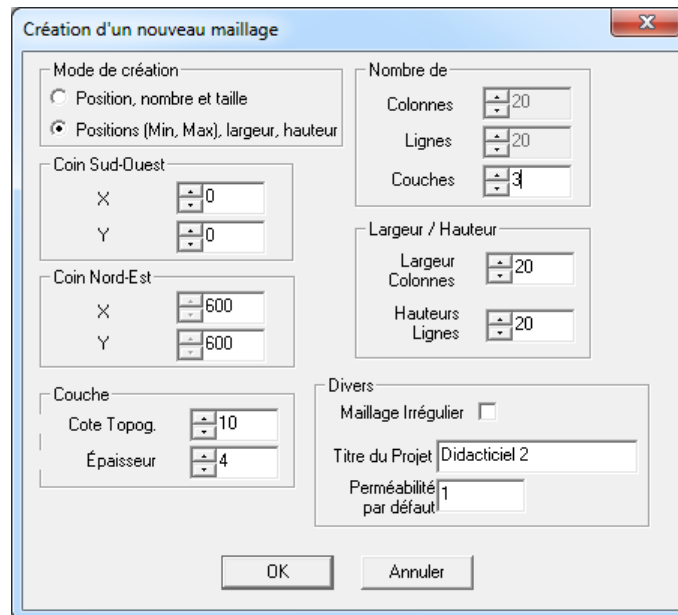 Création d'un nouveau maillage
Mode de création
Position, nombre et taille
Positions (Min, Max), largeur, hauteur
Coin Sud-Ouest
X 0
Y 0
Coin Nord-Est
X 600
Y 600
Couche
Cote Topog. 10
Épaisseur 4
Nombre de
Colonnes 20
Lignes 20
Couches 3
Largeur / Hauteur
Largeur
Colonnes 20
Hauteurs
Lignes 20
Divers
Maillage Irrégulier
Titre du Projet Didacticiel 2
Perméabilité
par défaut 1
OK
Annuler